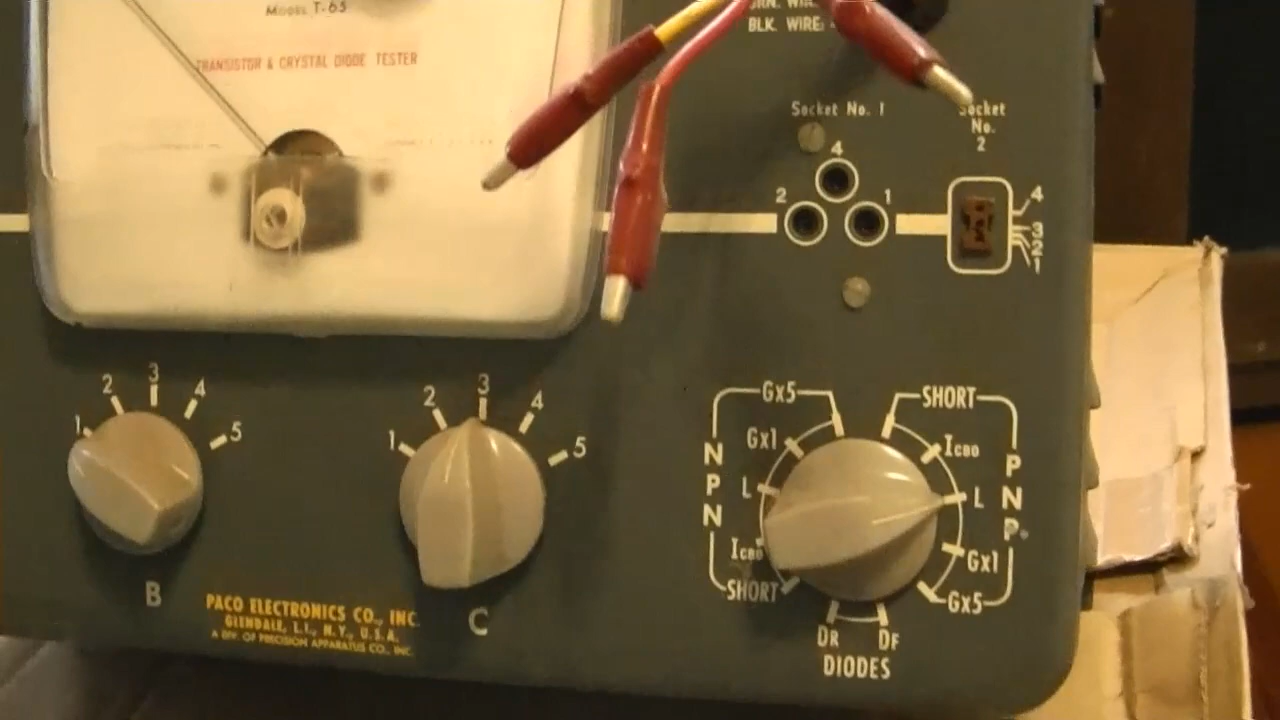 MODEL T-65
TRANSISTOR & CRYSTAL DIODE TESTER
BLK. WIRE
Socket No. 1
Socket
No.
2
4
2
1
4
3
2
1
1
2
3
4
5
B
1
2
3
4
5
C
PACO ELECTRONICS CO., INC.
GLENDALE, L.I., N.Y., U.S.A.
A DIV. OF PRECISION APPARATUS CO., INC.
NPN
Gx5
Gx1
L
ICBO
SHORT
PNP
SHORT
ICBO
L
Gx1
Gx5
DR
DF
DIODES